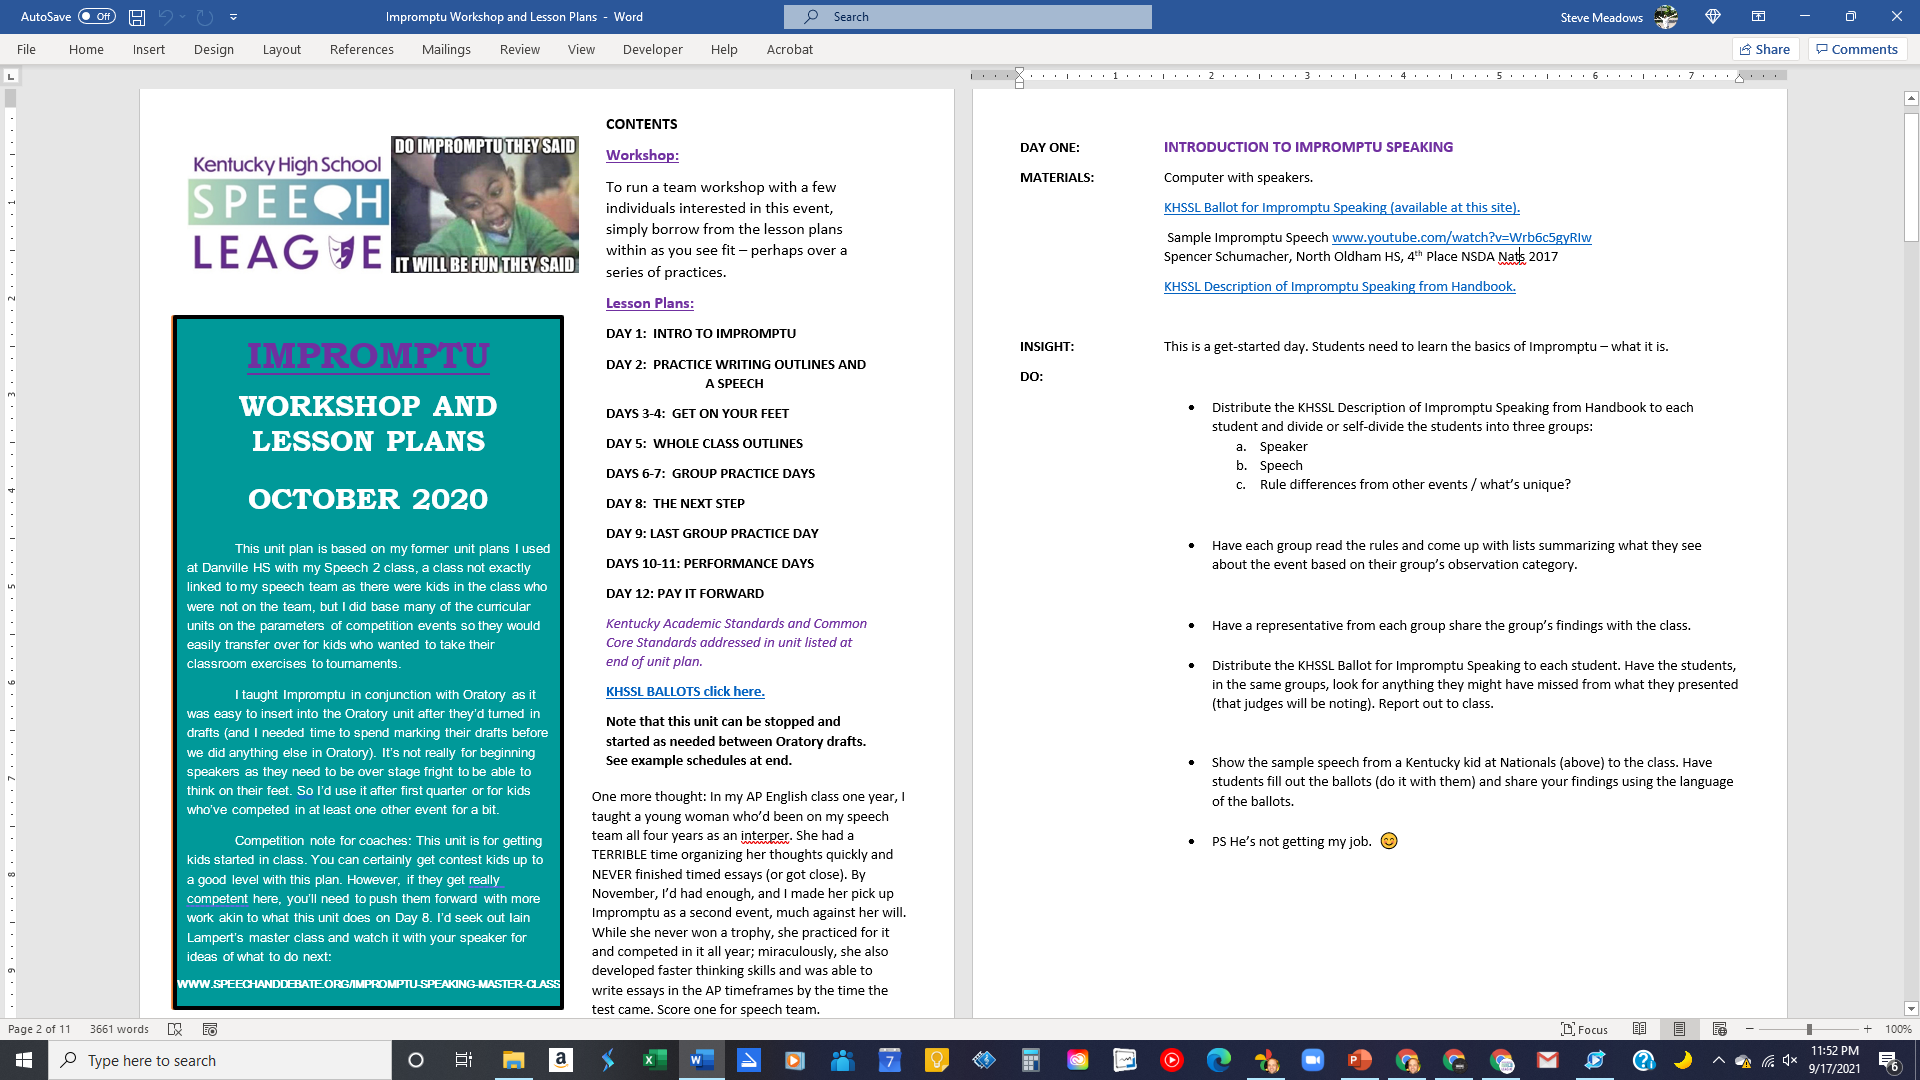 AutoSave Off
Impromptu Workshop and Lesson Plans - Word
Search
Steve Meadows
File Home Insert Design Layout References Mailings Review View Developer Help Acrobat
Share Comments
1 2 3 4 5 6 7
Kentucky High School
SPEECH
LEAGUE
DO IMPROMPTU THEY SAID
IT WILL BE FUN THEY SAID
IMPROMPTU
WORKSHOP AND
LESSON PLANS
OCTOBER 2020
This unit plan is based on my former unit plans I used
at Danville HS with my Speech 2 class, a class not exactly
linked to my speech team as there were kids in the class who
were not on the team, but I did base many of the curricular
units on the parameters of competition events so they would
easily transfer over for kids who wanted to take their
classroom exercises to tournaments.
I taught Impromptu in conjunction with Oratory as it
was easy to insert into the Oratory unit after they'd turned in
drafts (and I needed time to spend marking their drafts before
we did anything else in Oratory). It's not really for beginning
speakers as they need to be over stage fright to be able to
think on their feet. So I'd use it after first quarter or for kids
who've competed in at least one other event for a bit.
Competition note for coaches: This unit is for getting
kids started in class. You can certainly get contest kids up to
a good level with this plan. However, if they get really
competent here, you'll need to push them forward with more
work akin to what this unit does on Day 8. I'd seek out Iain
Lampert's master class and watch it with your speaker for
ideas of what to do next:
WWW.SPEECHANDDEBATE.ORG/IMPROMPTU-SPEAKING-MASTER-CLASS
CONTENTS
Workshop:
To run a team workshop with a few
individuals interested in this event,
simply borrow from the lesson plans
within as you see fit – perhaps over a
series of practices.
Lesson Plans:
DAY 1: INTRO TO IMPROMPTU
DAY 2: PRACTICE WRITING OUTLINES AND
A SPEECH
DAYS 3-4: GET ON YOUR FEET
DAY 5: WHOLE CLASS OUTLINES
DAYS 6-7: GROUP PRACTICE DAYS
DAY 8: THE NEXT STEP
DAY 9: LAST GROUP PRACTICE DAY
DAYS 10-11: PERFORMANCE DAYS
DAY 12: PAY IT FORWARD
Kentucky Academic Standards and Common
Core Standards addressed in unit listed at
end of unit plan.
KHSSL BALLOTS click here.
Note that this unit can be stopped and
started as needed between Oratory drafts.
See example schedules at end.
One more thought: In my AP English class one year, I
taught a young woman who'd been on my speech
team all four years as an interper. She had a
TERRIBLE time organizing her thoughts quickly and
NEVER finished timed essays (or got close). By
November, I'd had enough, and I made her pick up
Impromptu as a second event, much against her will.
While she never won a trophy, she practiced for it
and competed in it all year; miraculously, she also
developed faster thinking skills and was able to
write essays in the AP timeframes by the time the
test came. Score one for speech team.
DAY ONE: INTRODUCTION TO IMPROMPTU SPEAKING
MATERIALS: Computer with speakers.
KHSSL Ballot for Impromptu Speaking (available at this site).
Sample Impromptu Speech www.youtube.com/watch?v=Wrb6c5gyRIw
Spencer Schumacher, North Oldham HS, 4th Place NSDA Nats 2017
KHSSL Description of Impromptu Speaking from Handbook.
INSIGHT: This is a get-started day. Students need to learn the basics of Impromptu – what it is.
DO:
• Distribute the KHSSL Description of Impromptu Speaking from Handbook to each
student and divide or self-divide the students into three groups:
a. Speaker
b. Speech
c. Rule differences from other events / what's unique?
• Have each group read the rules and come up with lists summarizing what they see
about the event based on their group's observation category.
• Have a representative from each group share the group's findings with the class.
• Distribute the KHSSL Ballot for Impromptu Speaking to each student. Have the students,
in the same groups, look for anything they might have missed from what they presented
(that judges will be noting). Report out to class.
• Show the sample speech from a Kentucky kid at Nationals (above) to the class. Have
students fill out the ballots (do it with them) and share your findings using the language
of the ballots.
• PS He's not getting my job. 😊
Page 2 of 11 3661 words
Focus
100%
Type here to search
11:52 PM
9/17/2021
6